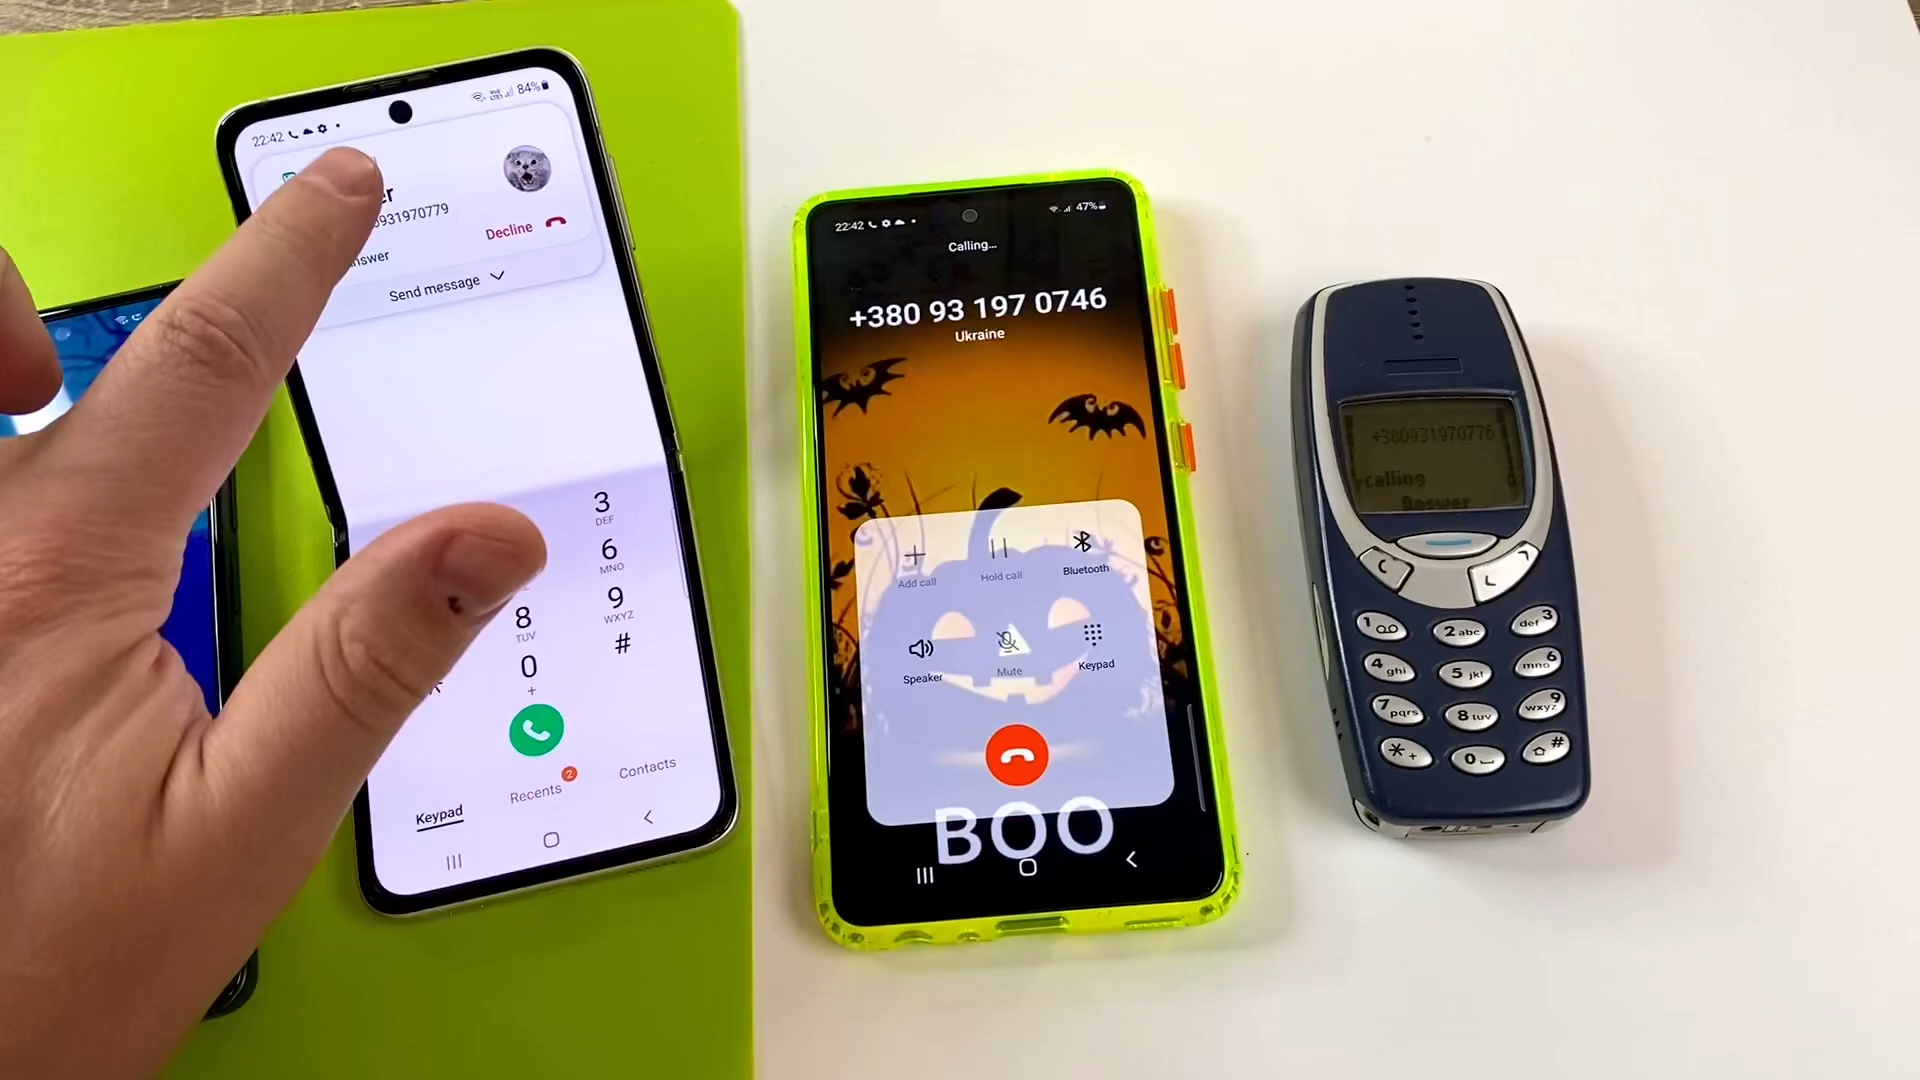 22:42
84%
er
931970779
Decline
nswer
Send message
3
DEF
6
MNO
8
TUV
9
WXYZ
0
+
#
Recents
2
Contacts
Keypad
22:42
47%
Calling...
+380 93 197 0746
Ukraine
Add call
Hold call
Bluetooth
Speaker
Mute
Keypad
BOO
+380931970776
calling
Answer
1
2 abc
def 3
4 ghi
5 jkl
mno 6
7 pqrs
8 tuv
wxyz 9
* +
0
#